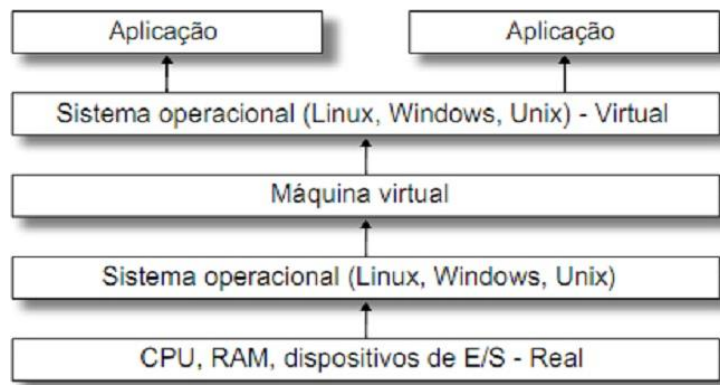 Aplicação
Aplicação
Sistema operacional (Linux, Windows, Unix) - Virtual
Máquina virtual
Sistema operacional (Linux, Windows, Unix)
CPU, RAM, dispositivos de E/S - Real